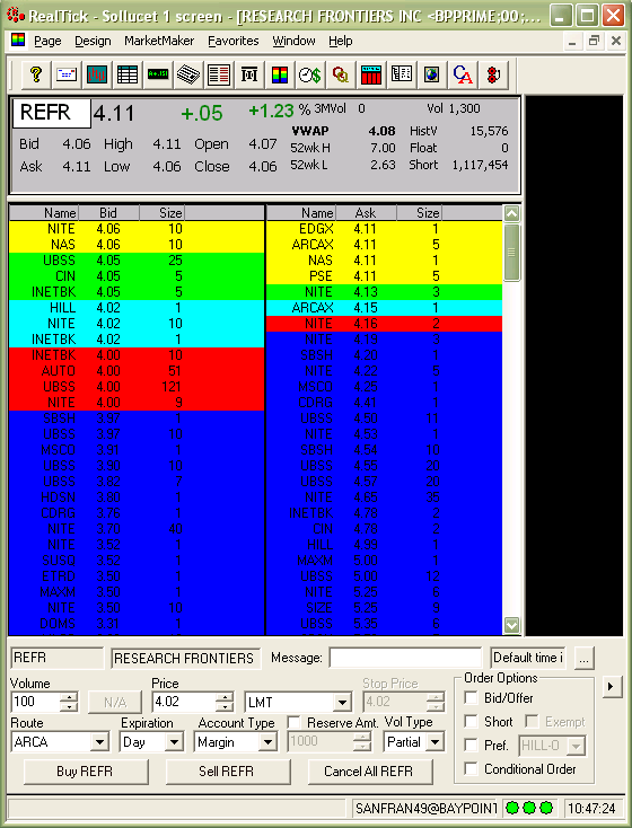 RealTick - Sollucet 1 screen - [RESEARCH FRONTIERS INC <BPPRIME;00;...
Page Design MarketMaker Favorites Window Help
REFR 4.11 +.05 +1.23 % 3MVol 0 Vol 1,300
VWAP 4.08 HistV 15,576
Bid 4.06 High 4.11 Open 4.07 52wk H 7.00 Float 0
Ask 4.11 Low 4.06 Close 4.06 52wk L 2.63 Short 1,117,454
Name Bid Size Name Ask Size
NITE 4.06 10 EDGX 4.11 1
NAS 4.06 10 ARCAX 4.11 5
UBSS 4.05 25 NAS 4.11 1
CIN 4.05 5 PSE 4.11 5
INETBK 4.05 5 NITE 4.13 3
HILL 4.02 1 ARCAX 4.15 1
NITE 4.02 10 NITE 4.16 2
INETBK 4.02 1 NITE 4.19 3
INETBK 4.00 10 SBSH 4.20 1
AUTO 4.00 51 NITE 4.22 5
UBSS 4.00 121 MSCO 4.25 1
NITE 4.00 9 CDRG 4.41 1
SBSH 3.97 1 UBSS 4.50 11
UBSS 3.97 10 NITE 4.53 1
MSCO 3.91 1 SBSH 4.54 10
UBSS 3.90 10 UBSS 4.55 20
UBSS 3.82 7 UBSS 4.57 20
HDSN 3.80 1 NITE 4.65 35
CDRG 3.76 1 INETBK 4.78 2
NITE 3.70 40 CIN 4.78 2
NITE 3.52 1 HILL 4.99 1
SUSQ 3.52 1 MAXM 5.00 1
ETRD 3.50 1 UBSS 5.00 12
MAXM 3.50 1 NITE 5.25 6
NITE 3.50 10 SIZE 5.25 9
DOMS 3.31 1 UBSS 5.35 6
REFR RESEARCH FRONTIERS Message: Default time i ...
Volume Price Stop Price Order Options
100 N/A 4.02 LMT 4.02 Bid/Offer
Route Expiration Account Type Reserve Amt. Vol Type Short Exempt
ARCA Day Margin 1000 Partial Pref. HILL-O
Buy REFR Sell REFR Cancel All REFR Conditional Order
SANFRAN49@BAYPOINT 10:47:24